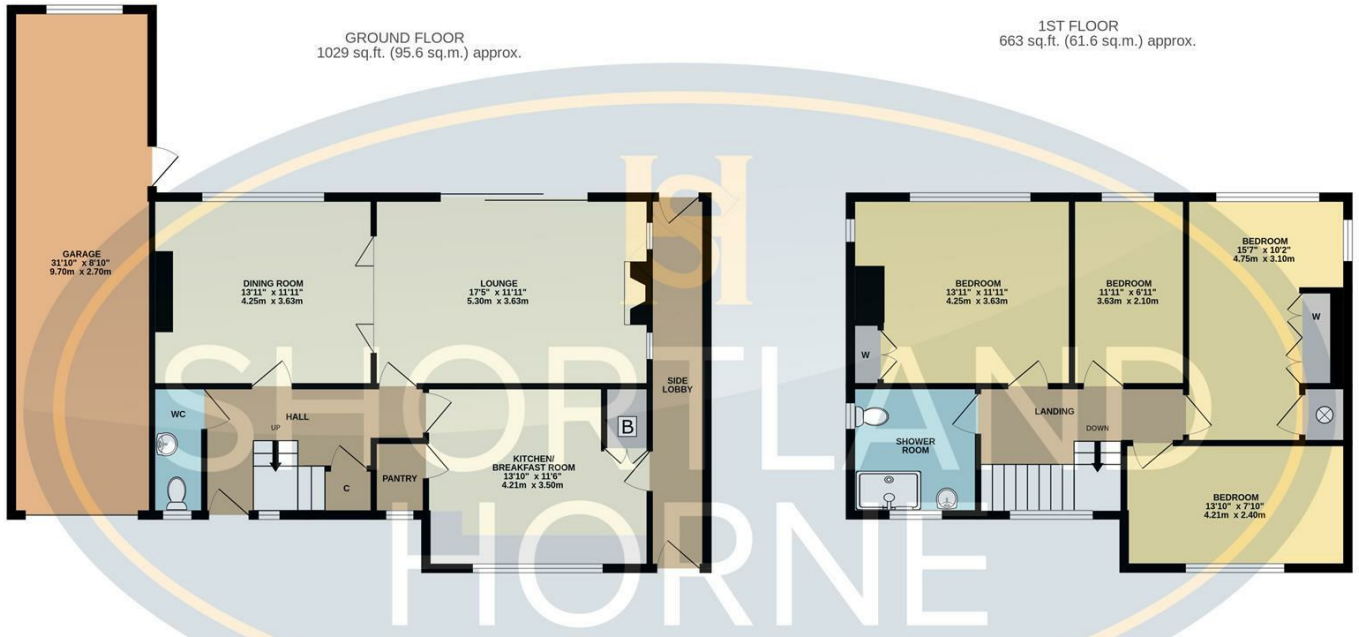 GROUND FLOOR
1029 sq.ft. (95.6 sq.m.) approx.
1ST FLOOR
663 sq.ft. (61.6 sq.m.) approx.
GARAGE
31'10" x 8'10"
9.70m x 2.70m
DINING ROOM
13'11" x 11'11"
4.25m x 3.63m
LOUNGE
17'5" x 11'11"
5.30m x 3.63m
SIDE
LOBBY
WC
HALL
UP
C
PANTRY
KITCHEN/
BREAKFAST ROOM
13'10" x 11'6"
4.21m x 3.50m
B
BEDROOM
13'11" x 11'11"
4.25m x 3.63m
W
BEDROOM
11'11" x 6'11"
3.63m x 2.10m
BEDROOM
15'7" x 10'2"
4.75m x 3.10m
W
SHOWER
ROOM
LANDING
DOWN
BEDROOM
13'10" x 7'10"
4.21m x 2.40m
SH
SHORTLAND
HORNE